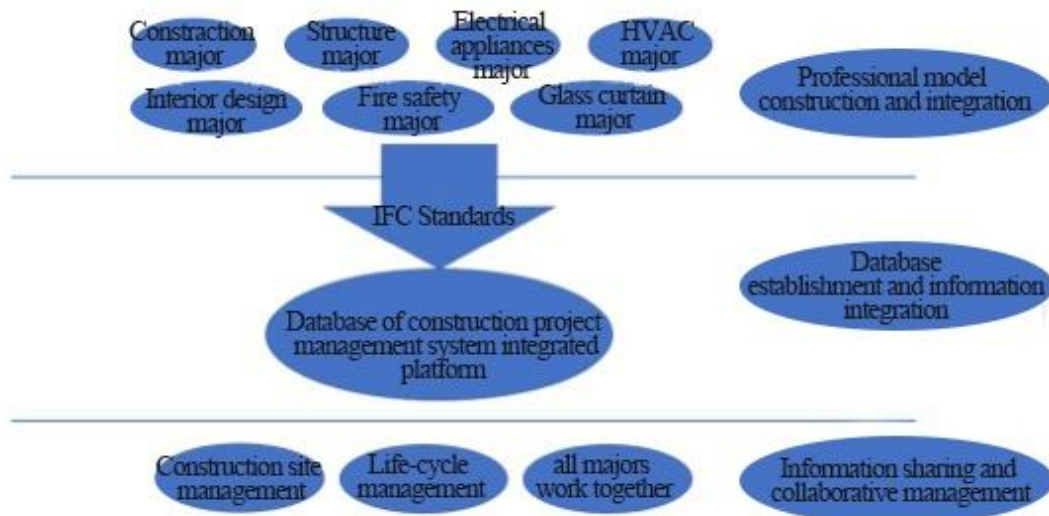 Constraction
major
Structure
major
Electrical
appliances
major
HVAC
major
Interior design
major
Fire safety
major
Glass curtain
major
Professional model
construction and integration
IFC Standards
Database of construction project
management system integrated
platform
Database
establishment and information
integration
Construction site
management
Life-cycle
management
all majors
work together
Information sharing and
collaborative management